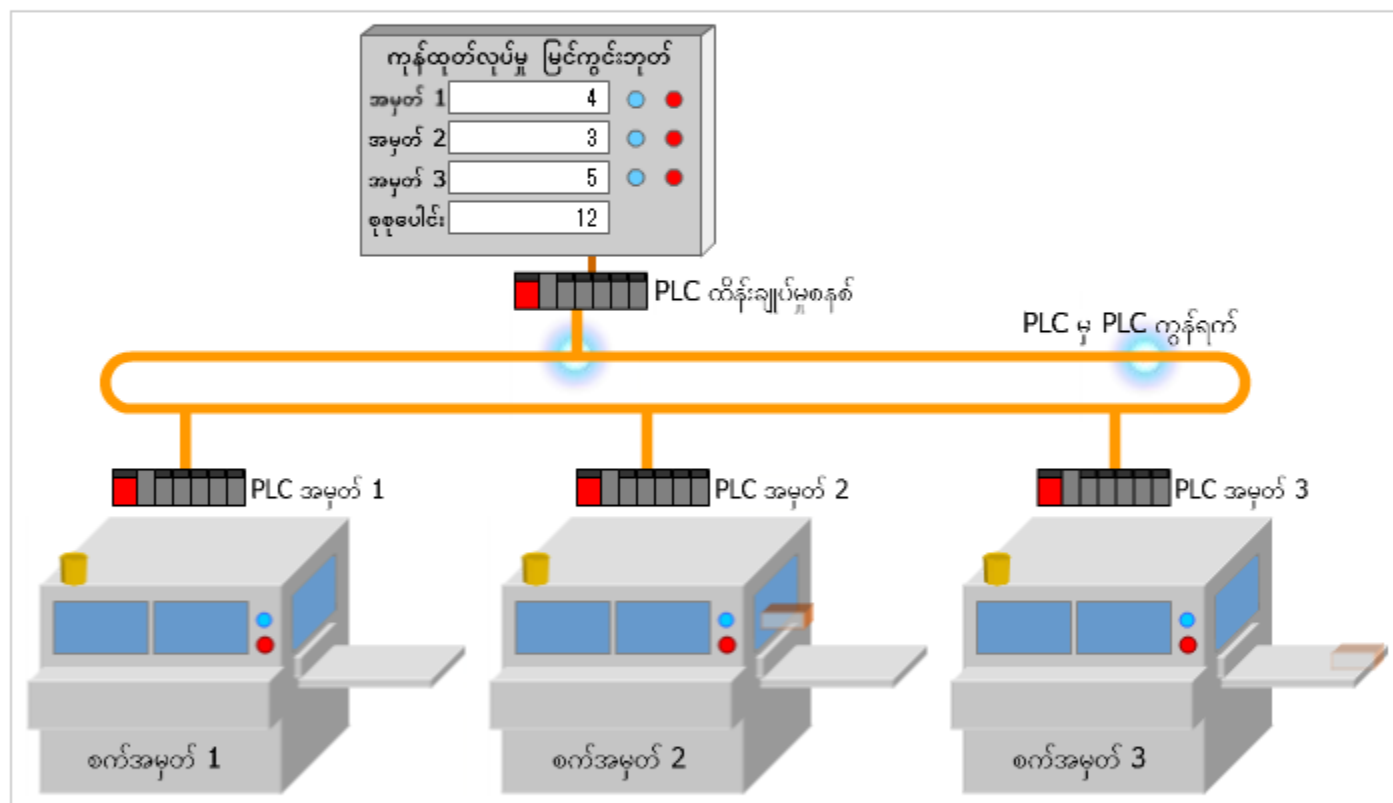 ကုန်ထုတ်လုပ်မှု မြင်ကွင်းဘုတ်
အမှတ် 1 4
အမှတ် 2 3
အမှတ် 3 5
စုစုပေါင်း 12
PLC ထိန်းချုပ်မှုစနစ်
PLC မှ PLC ကွန်ရက်
PLC အမှတ် 1
PLC အမှတ် 2
PLC အမှတ် 3
စက်အမှတ် 1
စက်အမှတ် 2
စက်အမှတ် 3